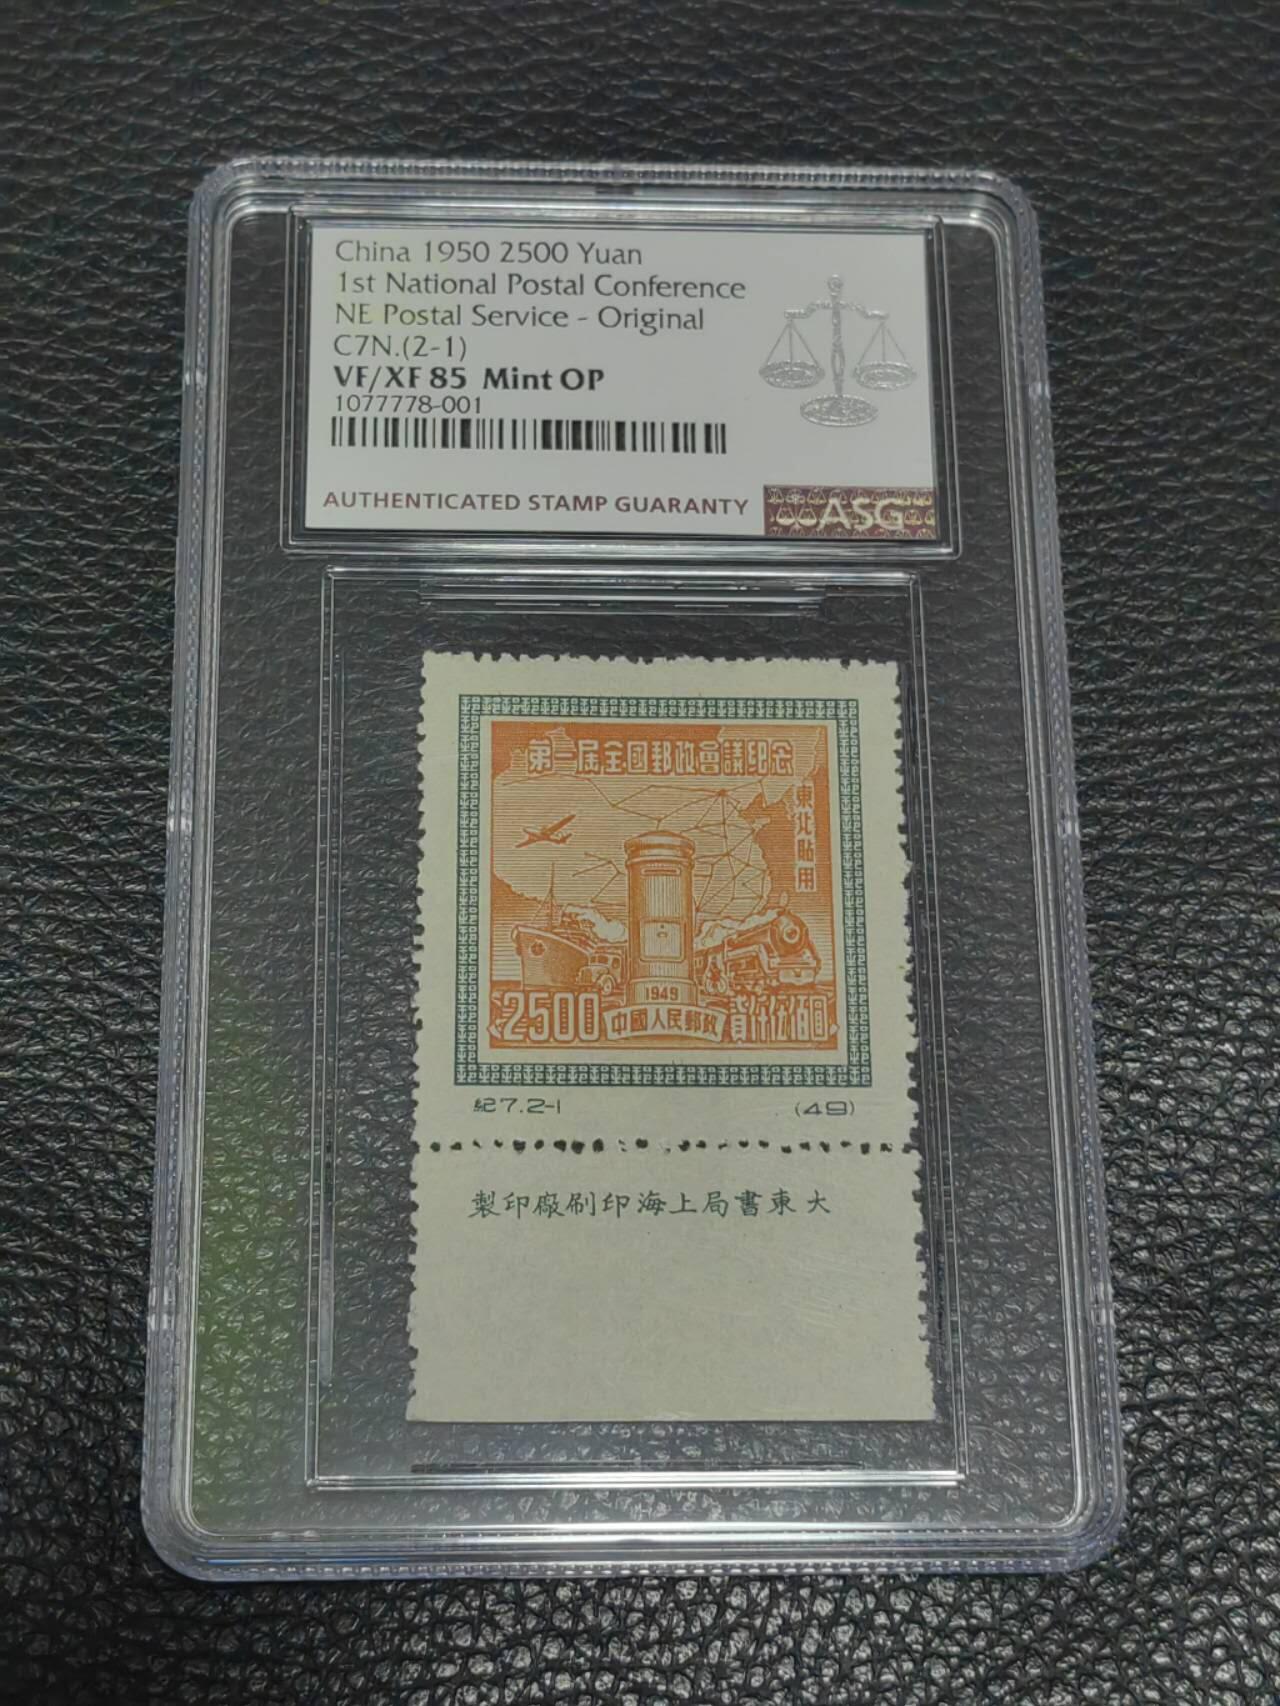 China 1950 2500 Yuan
1st National Postal Conference
NE Postal Service - Original
C7N.(2-1)
VF/XF 85 Mint OP
1077778-001
AUTHENTICATED STAMP GUARANTY
ASG
第一届全國郵政會議紀念
東北貼用
1949
2500 中國人民郵政 貳仟伍佰圓
紀7.2-1 (49)
製印廠刷印海上局書東大